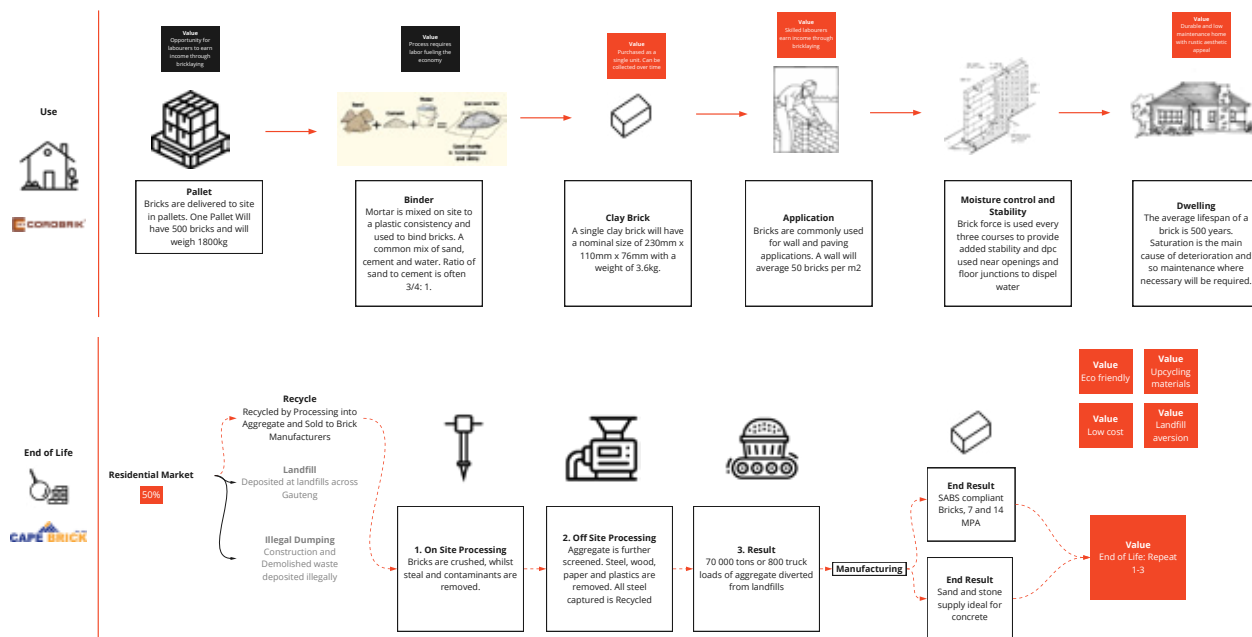 Value
Opportunity for
labourers to earn
income through
bricklaying
Value
Process requires
labor fueling the
economy
Value
Purchased as a
single unit. Can be
collected over time
Value
Skilled labourers
earn income through
bricklaying
Value
Durable and low
maintenance home
with rustic aesthetic
appeal
Use
COROBRIK
Sand
Cement
Water
Cement mortar
Good mortar
is homogeneous
and shiny
Pallet
Bricks are delivered to site
in pallets. One Pallet Will
have 500 bricks and will
weigh 1800kg
Binder
Mortar is mixed on site to
a plastic consistency and
used to bind bricks. A
common mix of sand,
cement and water. Ratio of
sand to cement is often
3/4: 1.
Clay Brick
A single clay brick will have
a nominal size of 230mm x
110mm x 76mm with a
weight of 3.6kg.
Application
Bricks are commonly used
for wall and paving
applications. A wall will
average 50 bricks per m2
Moisture control and
Stability
Brick force is used every
three courses to provide
added stability and dpc
used near openings and
floor junctions to dispel
water
Dwelling
The average lifespan of a
brick is 500 years.
Saturation is the main
cause of deterioration and
so maintenance where
necessary will be required.
End of Life
CAPE BRICK
Residential Market
50%
Recycle
Recycled by Processing into
Aggregate and Sold to Brick
Manufacturers
Landfill
Deposited at landfills across
Gauteng
Illegal Dumping
Construction and
Demolished waste
deposited illegally
1. On Site Processing
Bricks are crushed, whilst
steal and contaminants are
removed.
2. Off Site Processing
Aggregate is further
screened. Steel, wood,
paper and plastics are
removed. All steel
captured is Recycled
3. Result
70 000 tons or 800 truck
loads of aggregate diverted
from landfills
Manufacturing
End Result
SABS compliant
Bricks, 7 and 14
MPA
End Result
Sand and stone
supply ideal for
concrete
Value
Eco friendly
Value
Upcycling
materials
Value
Low cost
Value
Landfill
aversion
Value
End of Life: Repeat
1-3